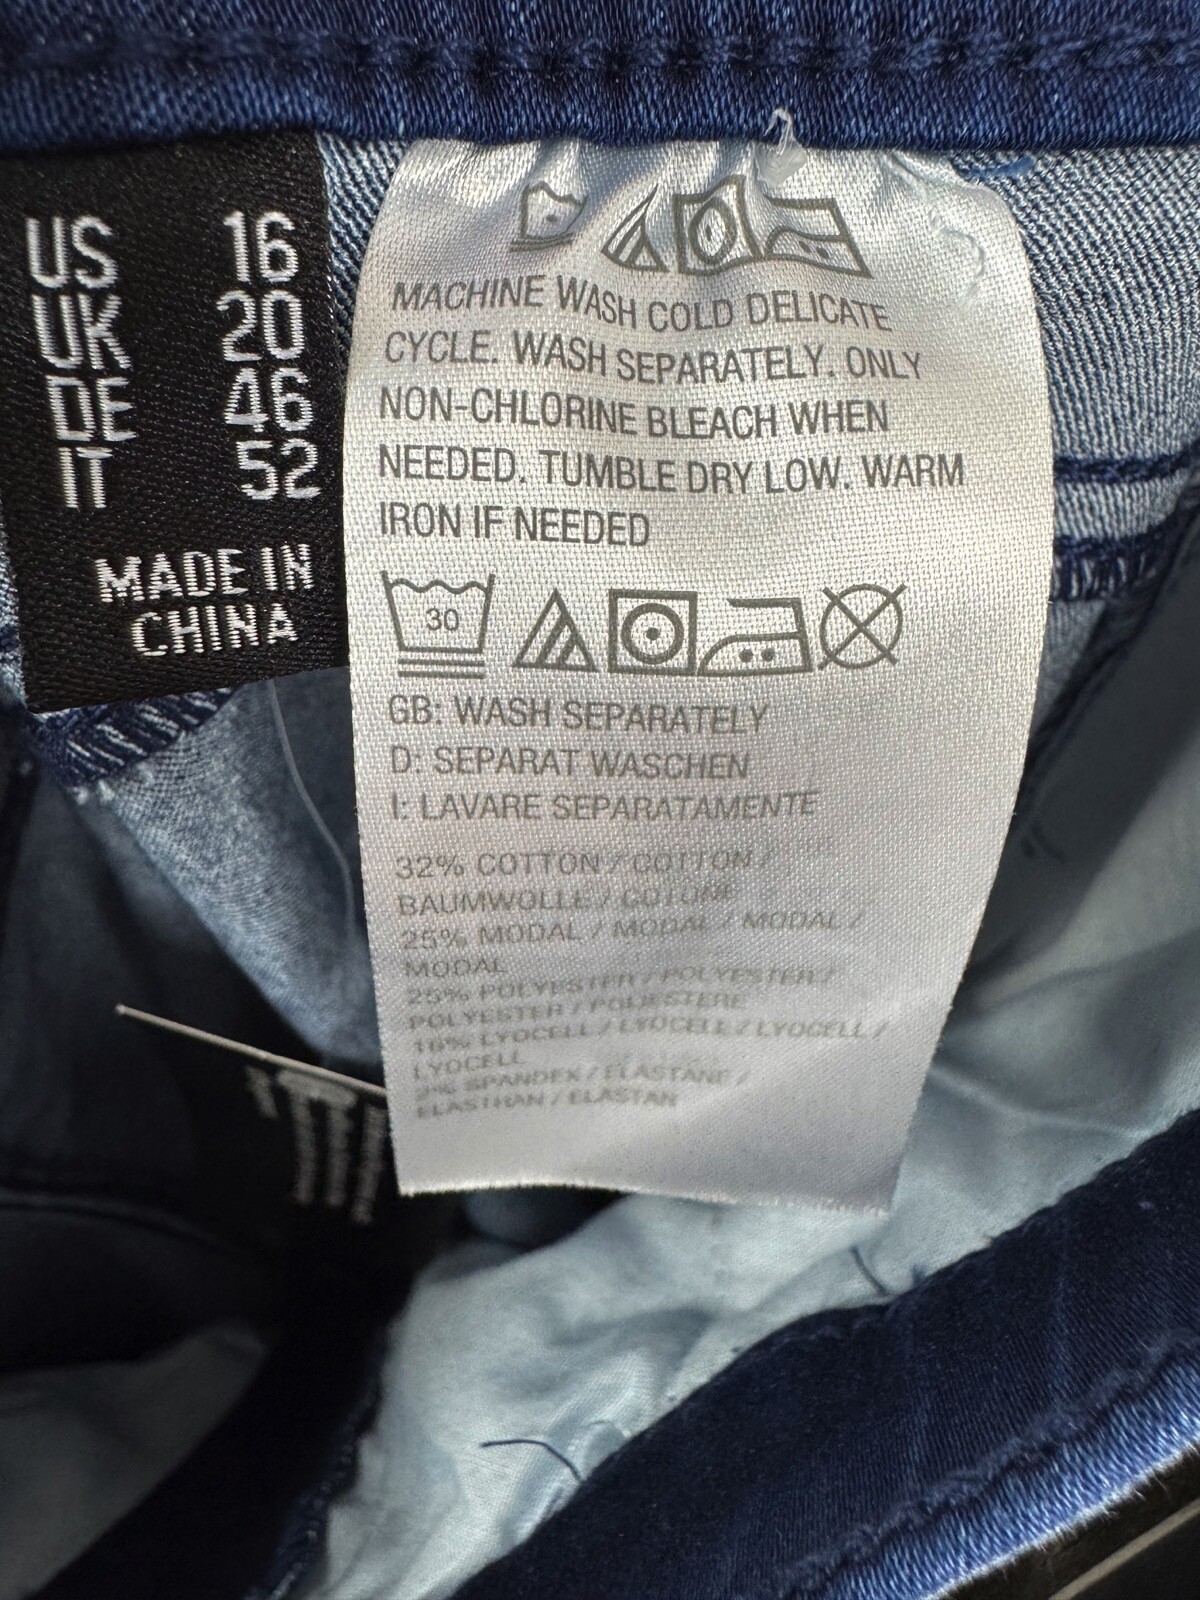 US 16
UK 20
DE 46
IT 52
MADE IN
CHINA
MACHINE WASH COLD DELICATE
CYCLE. WASH SEPARATELY. ONLY
NON-CHLORINE BLEACH WHEN
NEEDED. TUMBLE DRY LOW. WARM
IRON IF NEEDED
30
GB: WASH SEPARATELY
D: SEPARAT WASCHEN
I: LAVARE SEPARATAMENTE
32% COTTON / COTTON /
BAUMWOLLE / COTONE
25% MODAL / MODAL / MODAL /
MODAL
25% POLYESTER / POLYESTER /
POLYESTER / POLIESTERE
16% LYOCELL / LYOCELL / LYOCELL /
LYOCELL
2% SPANDEX / ELASTANE /
ELASTHAN / ELASTAN